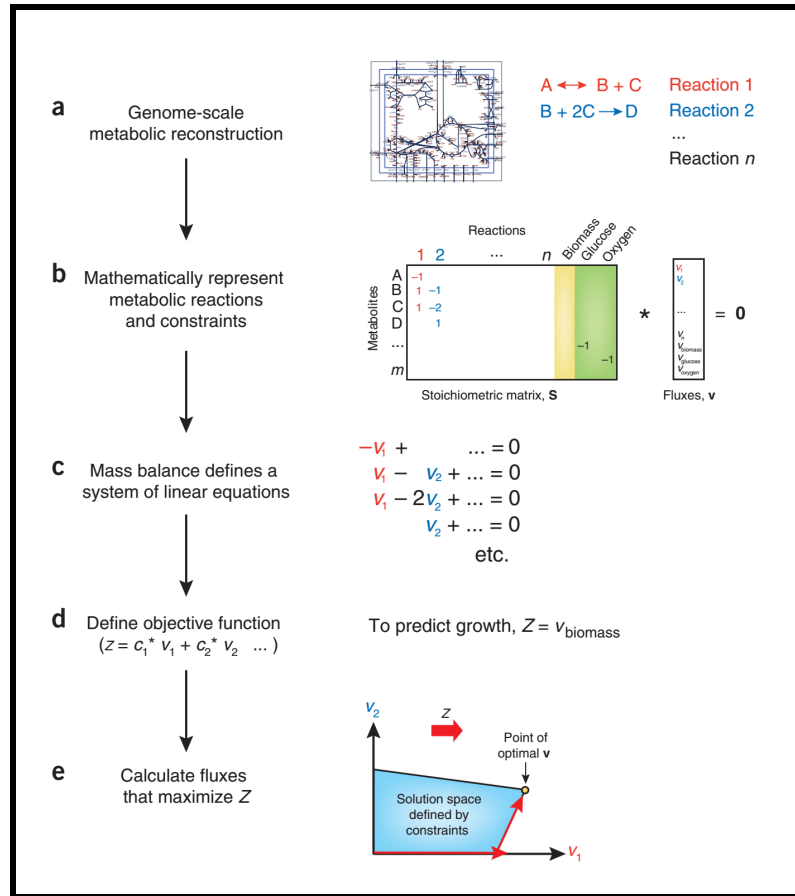 a
Genome-scale
metabolic reconstruction
A ↔ B + C Reaction 1
B + 2C → D Reaction 2
...
Reaction n
b
Mathematically represent
metabolic reactions
and constraints
Reactions
1 2 ... n Biomass Glucose Oxygen
Metabolites
A −1
B 1 −1
C 1 −2
D 1
... −1
m −1
Stoichiometric matrix, S
*
v1
v2
...
vn
vbiomass
vglucose
voxygen
= 0
Fluxes, v
c
Mass balance defines a
system of linear equations
−v1 + ... = 0
v1 − v2 + ... = 0
v1 − 2v2 + ... = 0
v2 + ... = 0
etc.
d
Define objective function
(z = c1* v1 + c2* v2 ... )
To predict growth, Z = vbiomass
e
Calculate fluxes
that maximize Z
v2
Z
Point of
optimal v
Solution space
defined by
constraints
v1